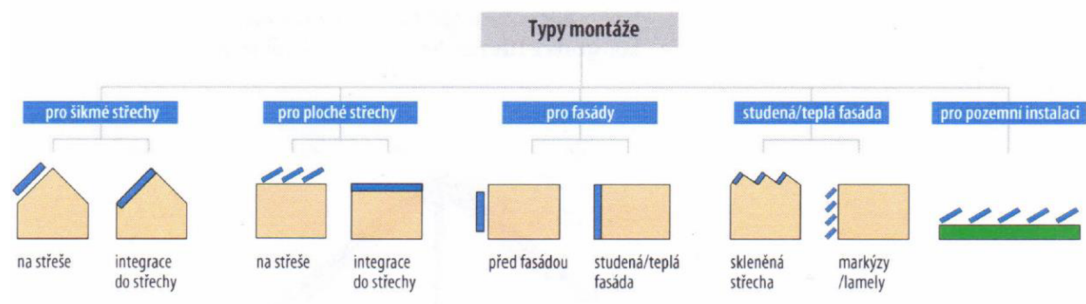 Typy montáže
pro šikmé střechy
pro ploché střechy
pro fasády
studená/teplá fasáda
pro pozemní instalaci
na střeše
integrace
do střechy
na střeše
integrace
do střechy
před fasádou
studená/teplá
fasáda
skleněná
střecha
markýzy
/lamely